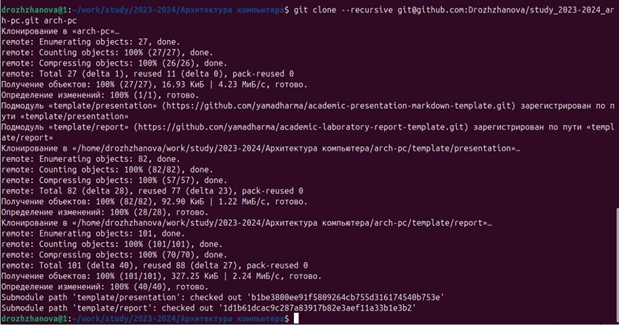 drozhzhanova@1:~/work/study/2023-2024/Архитектура компьютера$ git clone --recursive git@github.com:Drozhzhanova/study_2023-2024_ar
h-pc.git arch-pc
Клонирование в «arch-pc»…
remote: Enumerating objects: 27, done.
remote: Counting objects: 100% (27/27), done.
remote: Compressing objects: 100% (26/26), done.
remote: Total 27 (delta 1), reused 11 (delta 0), pack-reused 0
Получение объектов: 100% (27/27), 16.93 КиБ | 4.23 МиБ/с, готово.
Определение изменений: 100% (1/1), готово.
Подмодуль «template/presentation» (https://github.com/yamadharma/academic-presentation-markdown-template.git) зарегистрирован по пу
ути «template/presentation»
Подмодуль «template/report» (https://github.com/yamadharma/academic-laboratory-report-template.git) зарегистрирован по пути «templ
ate/report»
Клонирование в «/home/drozhzhanova/work/study/2023-2024/Архитектура компьютера/arch-pc/template/presentation»…
remote: Enumerating objects: 82, done.
remote: Counting objects: 100% (82/82), done.
remote: Compressing objects: 100% (57/57), done.
remote: Total 82 (delta 28), reused 77 (delta 23), pack-reused 0
Получение объектов: 100% (82/82), 92.90 КиБ | 1.22 МиБ/с, готово.
Определение изменений: 100% (28/28), готово.
Клонирование в «/home/drozhzhanova/work/study/2023-2024/Архитектура компьютера/arch-pc/template/report»…
remote: Enumerating objects: 101, done.
remote: Counting objects: 100% (101/101), done.
remote: Compressing objects: 100% (70/70), done.
remote: Total 101 (delta 40), reused 88 (delta 27), pack-reused 0
Получение объектов: 100% (101/101), 327.25 КиБ | 2.24 МиБ/с, готово.
Определение изменений: 100% (40/40), готово.
Submodule path 'template/presentation': checked out 'b1be3800ee91f5809264cb755d316174540b753e'
Submodule path 'template/report': checked out '1d1b61dcac9c287a83917b82e3aef11a33b1e3b2'
drozhzhanova@1:~/work/study/2023-2024/Архитектура компьютера$